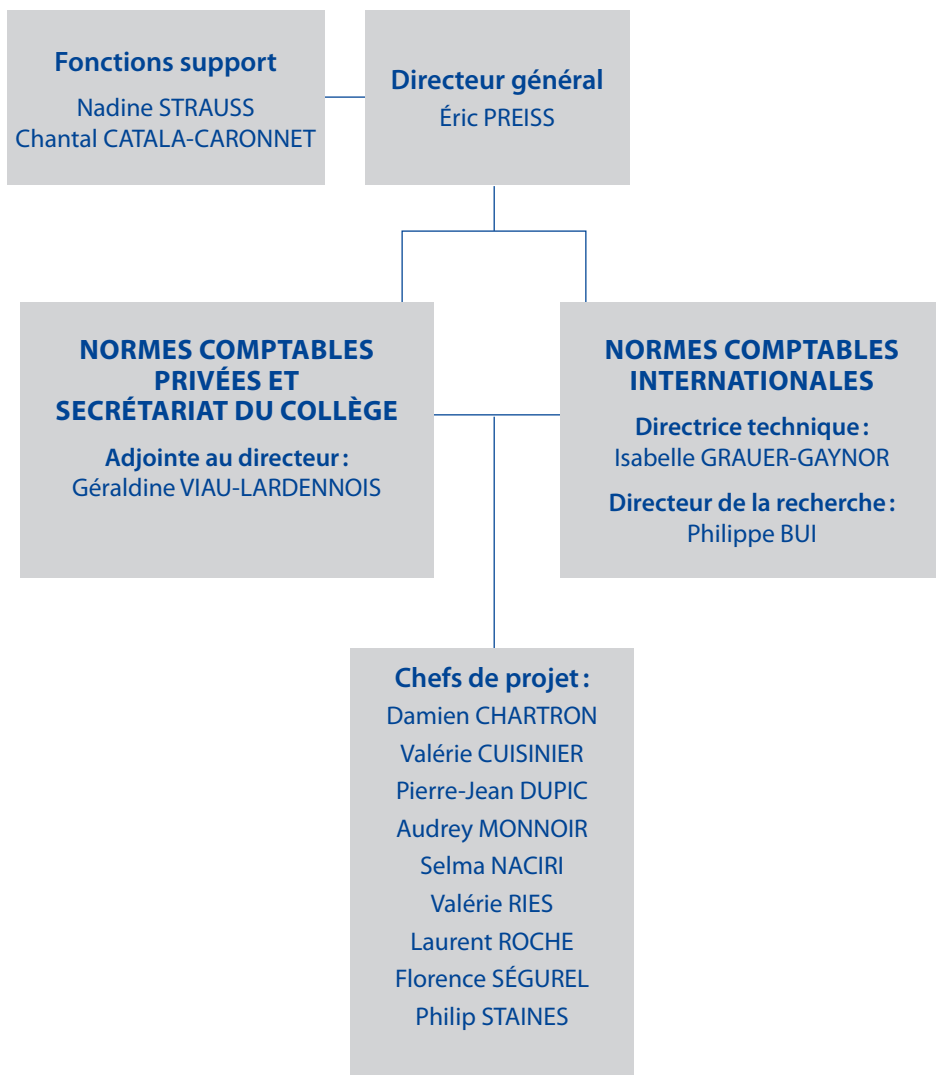 Fonctions support
Nadine STRAUSS
Chantal CATALA-CARONNET
Directeur général
Éric PREISS
NORMES COMPTABLES
PRIVÉES ET
SECRÉTARIAT DU COLLÈGE
Adjointe au directeur :
Géraldine VIAU-LARDENNOIS
NORMES COMPTABLES
INTERNATIONALES
Directrice technique :
Isabelle GRAUER-GAYNOR
Directeur de la recherche :
Philippe BUI
Chefs de projet :
Damien CHARTRON
Valérie CUISINIER
Pierre-Jean DUPIC
Audrey MONNOIR
Selma NACIRI
Valérie RIES
Laurent ROCHE
Florence SÉGUREL
Philip STAINES